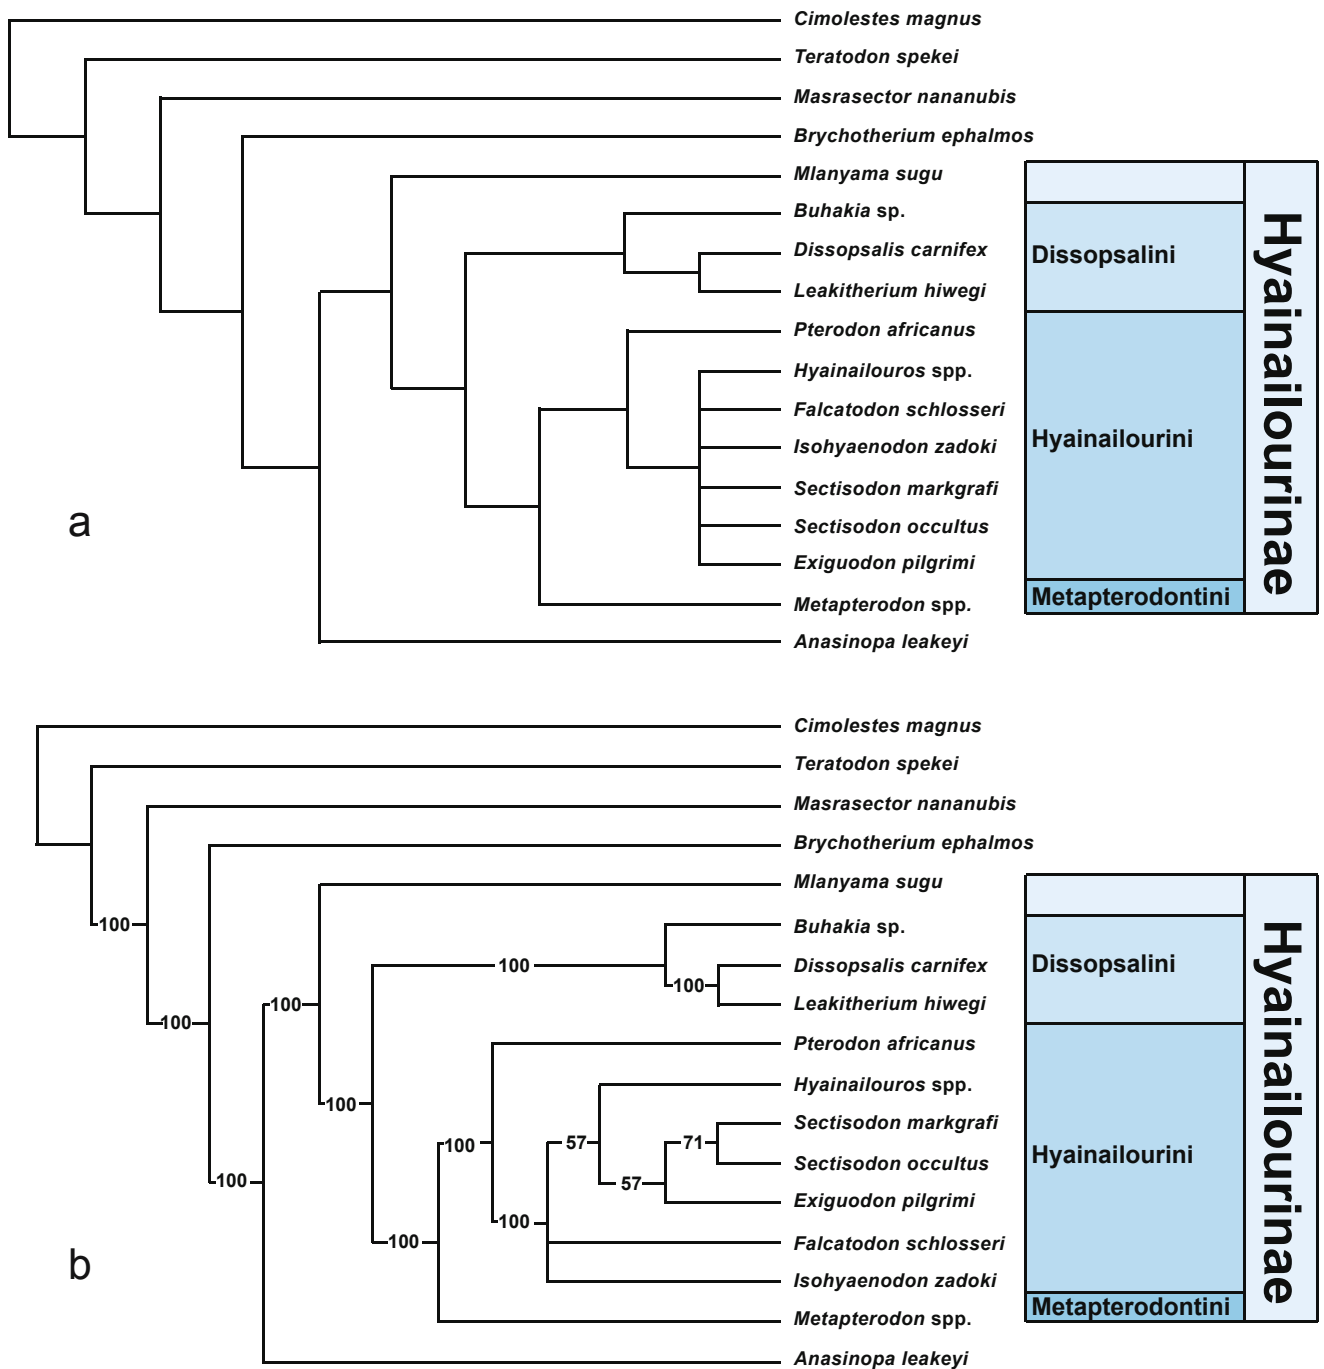 Cimolestes magnus
Teratodon spekei
Masrasector nananubis
Brychotherium ephalmos
Mlanyama sugu
Buhakia sp.
Dissopsalis carnifex
Leakitherium hiwegi
Pterodon africanus
Hyainailouros spp.
Falcatodon schlosseri
Isohyaenodon zadoki
Sectisodon markgrafi
Sectisodon occultus
Exiguodon pilgrimi
Metapterodon spp.
Anasinopa leakeyi
Dissopsalini
Hyainailourini
Metapterodontini
Hyainailourinae
a
Cimolestes magnus
Teratodon spekei
Masrasector nananubis
Brychotherium ephalmos
Mlanyama sugu
Buhakia sp.
Dissopsalis carnifex
Leakitherium hiwegi
Pterodon africanus
Hyainailouros spp.
Sectisodon markgrafi
Sectisodon occultus
Exiguodon pilgrimi
Falcatodon schlosseri
Isohyaenodon zadoki
Metapterodon spp.
Anasinopa leakeyi
100
100
100
100
100
100
100
100
100
100
57
57
71
Dissopsalini
Hyainailourini
Metapterodontini
Hyainailourinae
b